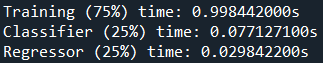 Training (75%) time: 0.998442000s
Classifier (25%) time: 0.077127100s
Regressor (25%) time: 0.029842200s